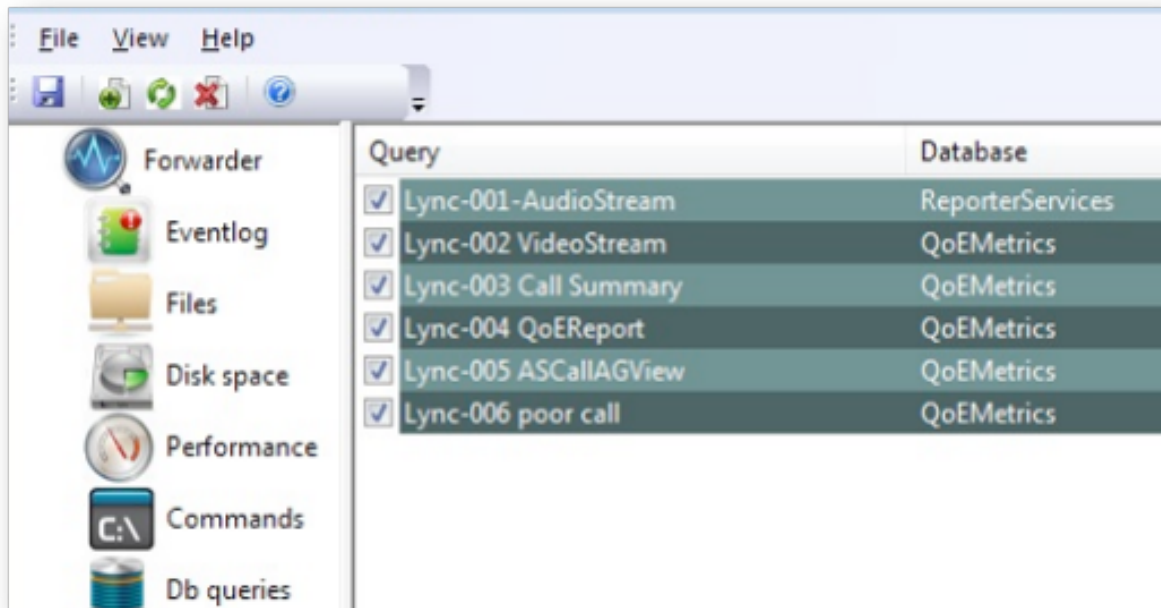 File View Help
Forwarder
Eventlog
Files
Disk space
Performance
C:\
Commands
Db queries
Query Database
Lync-001-AudioStream ReporterServices
Lync-002 VideoStream QoEMetrics
Lync-003 Call Summary QoEMetrics
Lync-004 QoEReport QoEMetrics
Lync-005 ASCallAGView QoEMetrics
Lync-006 poor call QoEMetrics